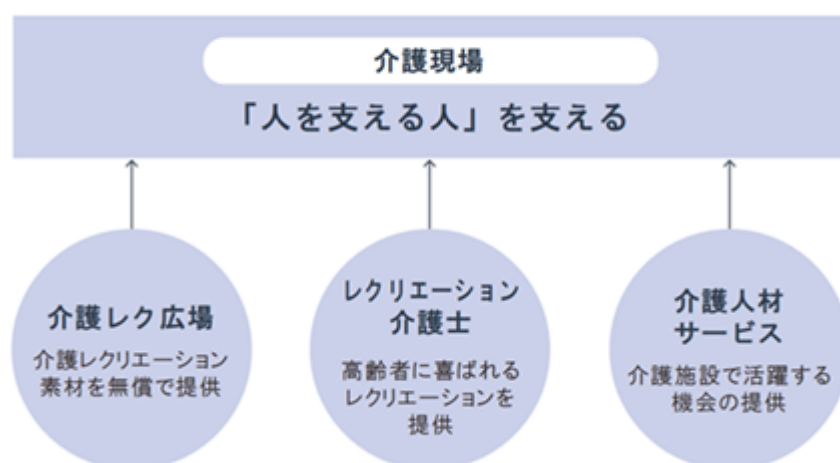 介護現場
「人を支える人」を支える
介護レク広場
介護レクリエーション
素材を無償で提供
レクリエーション
介護士
高齢者に喜ばれる
レクリエーションを
提供
介護人材
サービス
介護施設で活躍する
機会の提供